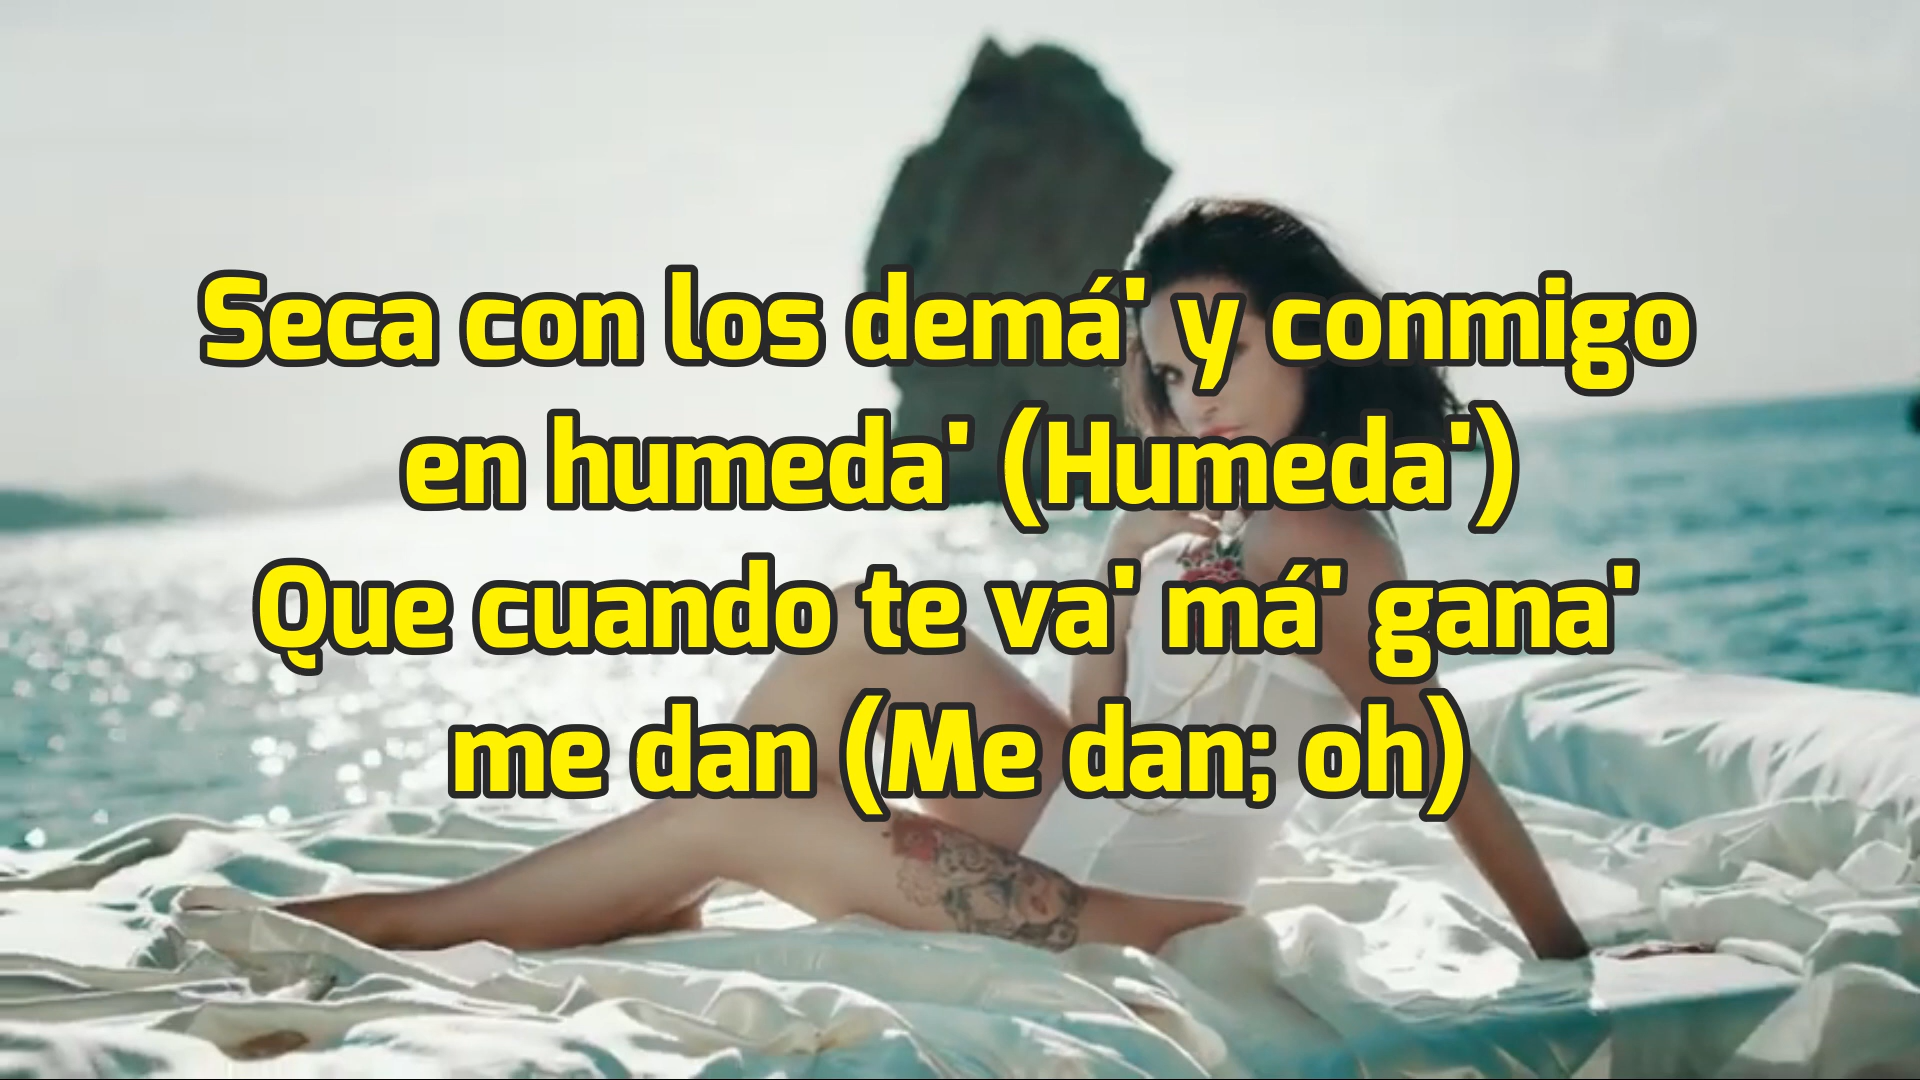 Seca con los demá' y conmigo
en humeda' (Humeda')
Que cuando te va' má' gana'
me dan (Me dan; oh)